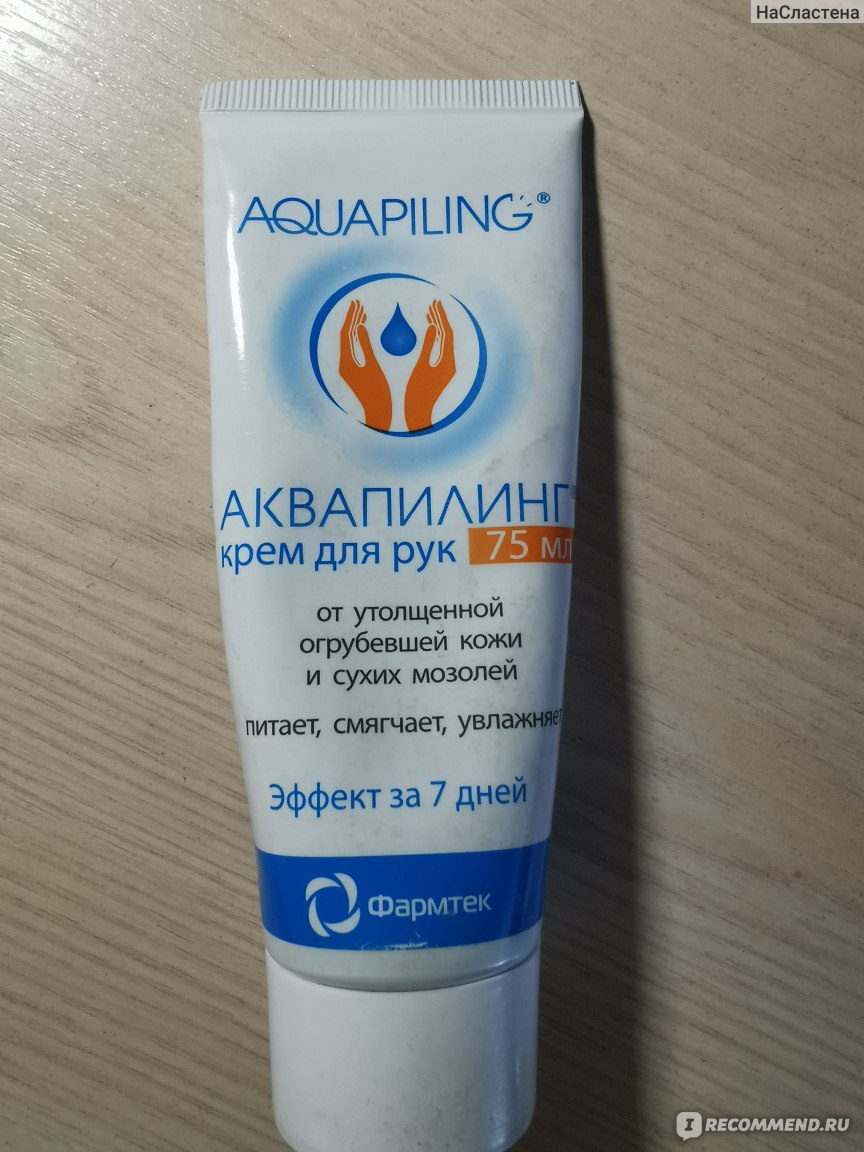 НаСластена
AQUAPILING®
АКВАПИЛИНГ®
крем для рук 75 мл
от утолщенной
огрубевшей кожи
и сухих мозолей
питает, смягчает, увлажняет
Эффект за 7 дней
Фармтек
IRECOMMEND.RU